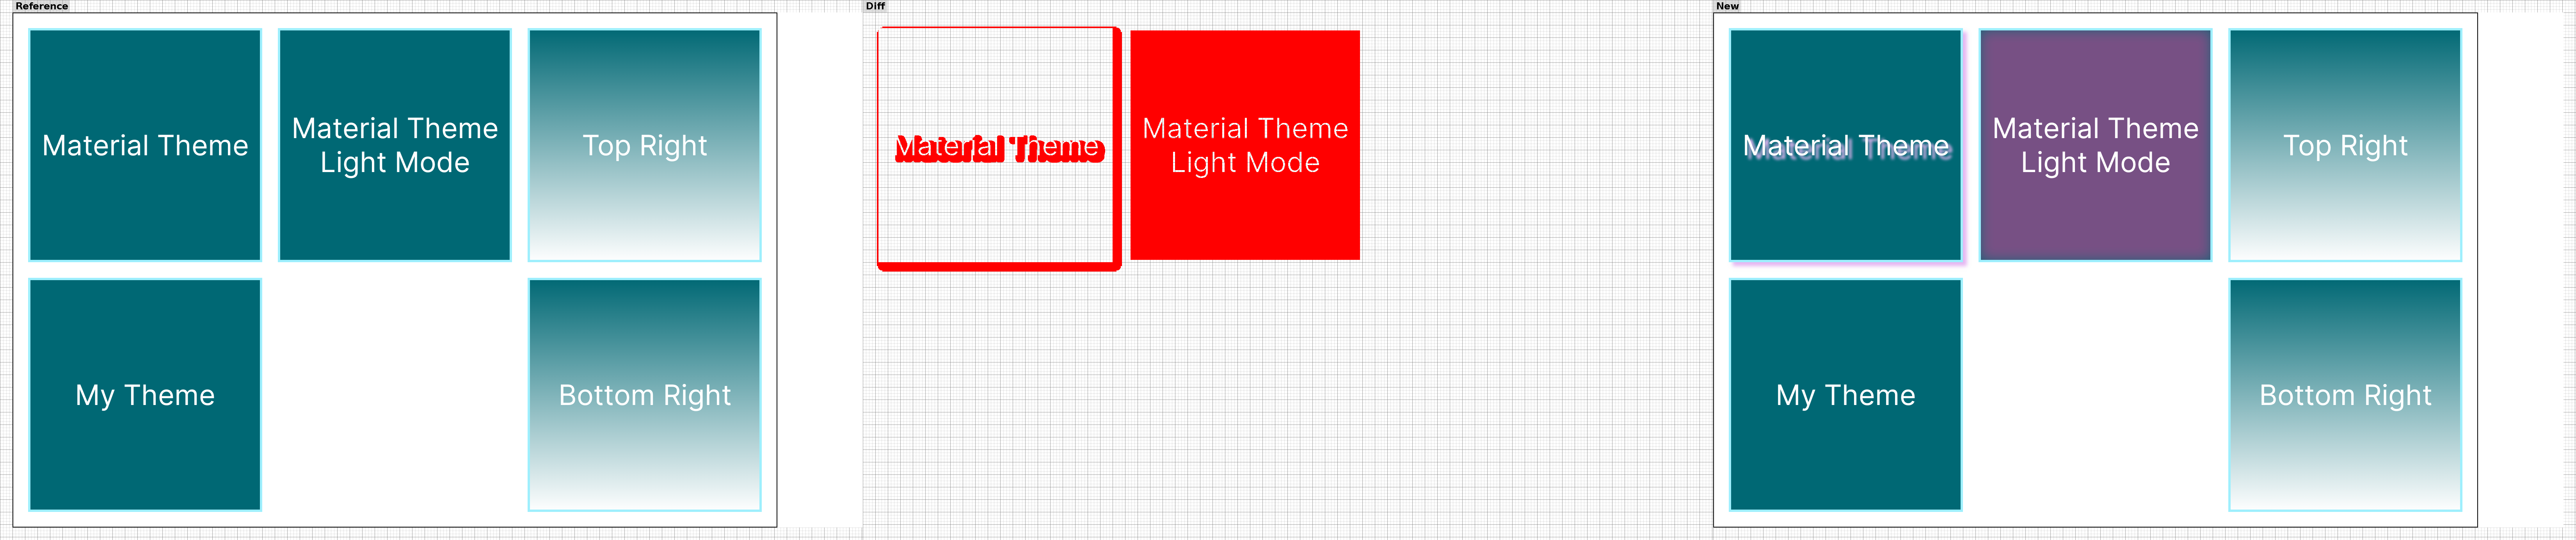 Reference
Diff
New
Material Theme
Material Theme
Light Mode
Top Right
My Theme
Bottom Right
Material Theme
Material Theme
Light Mode
Material Theme
Material Theme
Light Mode
Top Right
My Theme
Bottom Right